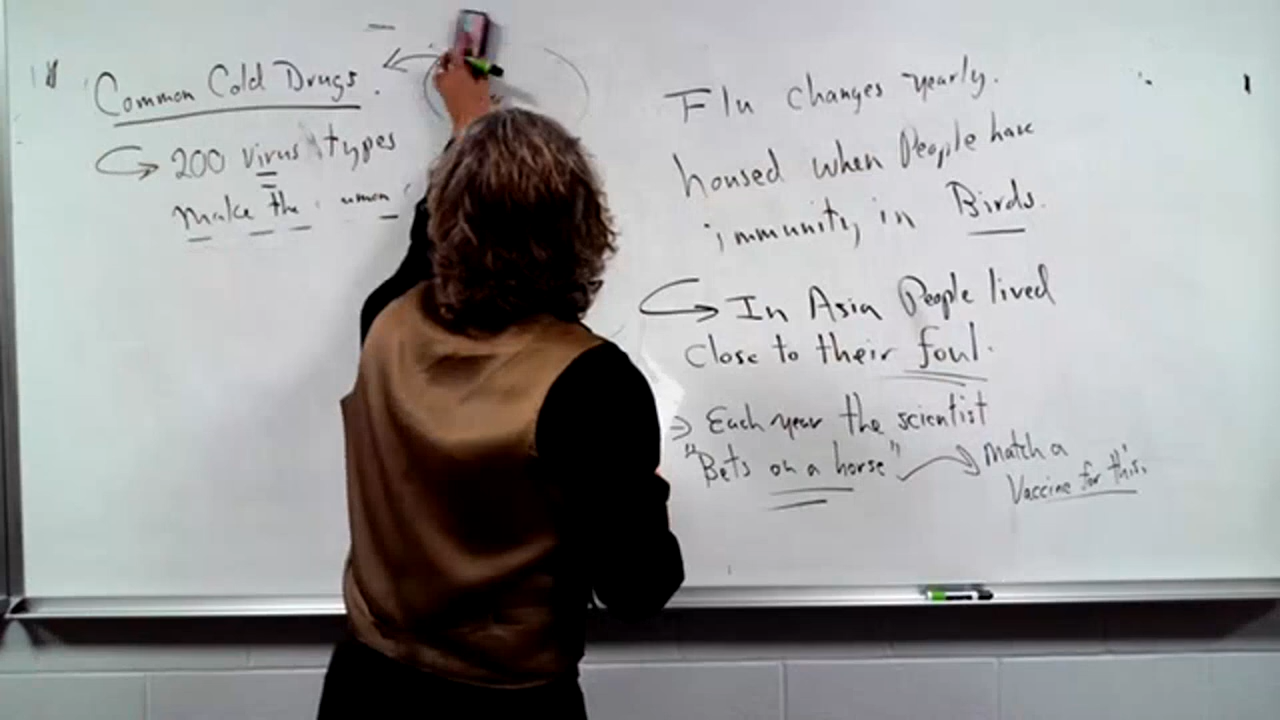 Common Cold Drugs.
200 virus types
make the
Flu changes yearly.
housed when People have
immunity in Birds.
In Asia People lived
close to their foul.
Each year the scientist
"Bets on a horse"
Match a
Vaccine for this.